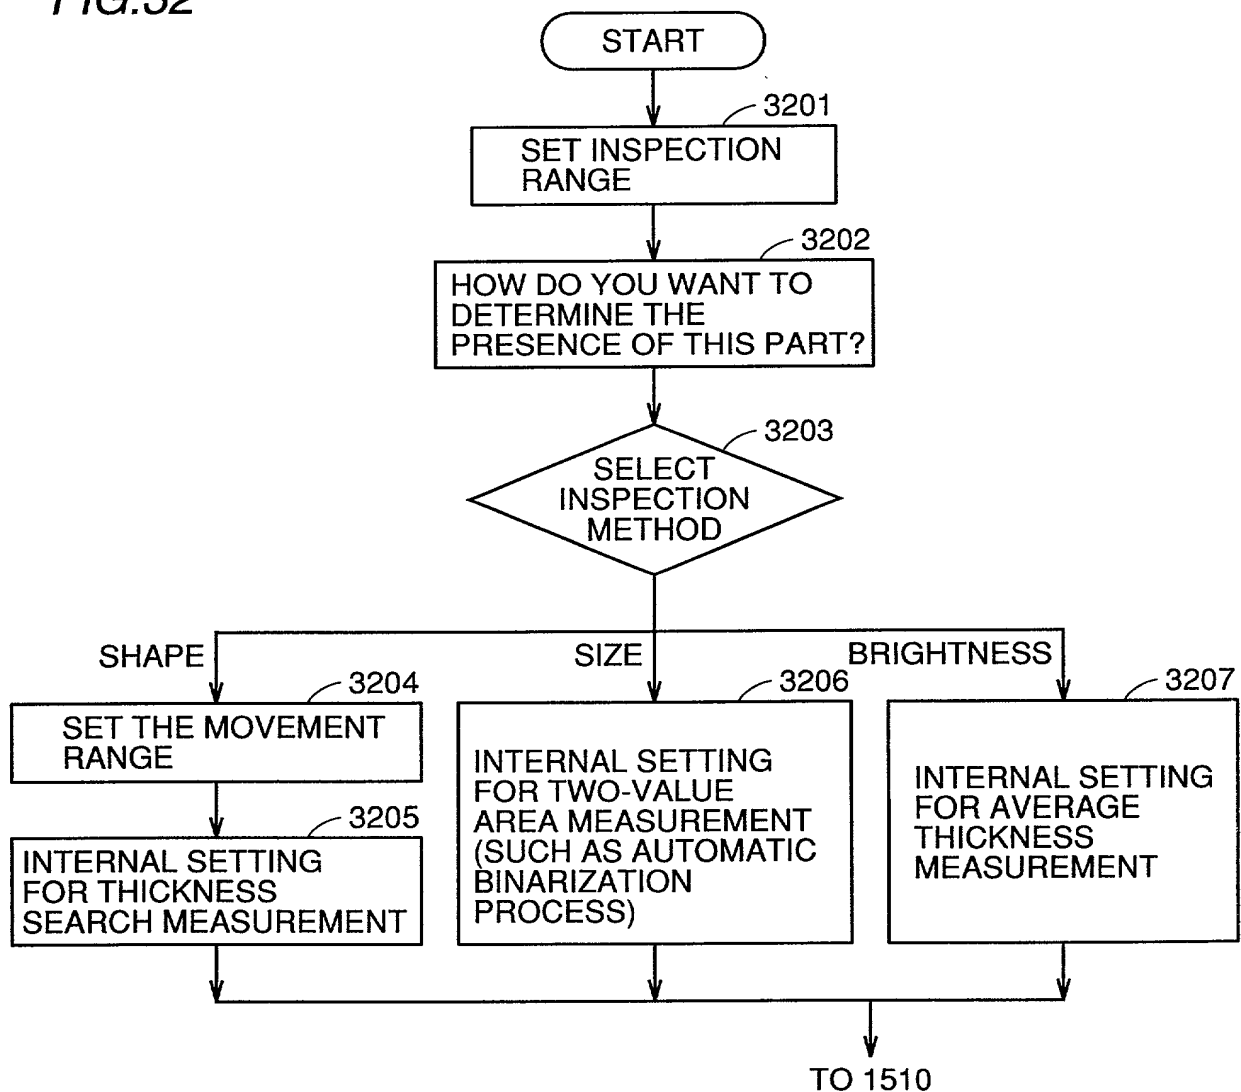 FIG.32
START
3201
SET INSPECTION
RANGE
3202
HOW DO YOU WANT TO
DETERMINE THE
PRESENCE OF THIS PART?
3203
SELECT
INSPECTION
METHOD
SHAPE
SIZE
BRIGHTNESS
3204
SET THE MOVEMENT
RANGE
3205
INTERNAL SETTING
FOR THICKNESS
SEARCH MEASUREMENT
3206
INTERNAL SETTING
FOR TWO-VALUE
AREA MEASUREMENT
(SUCH AS AUTOMATIC
BINARIZATION
PROCESS)
3207
INTERNAL SETTING
FOR AVERAGE
THICKNESS
MEASUREMENT
TO 1510